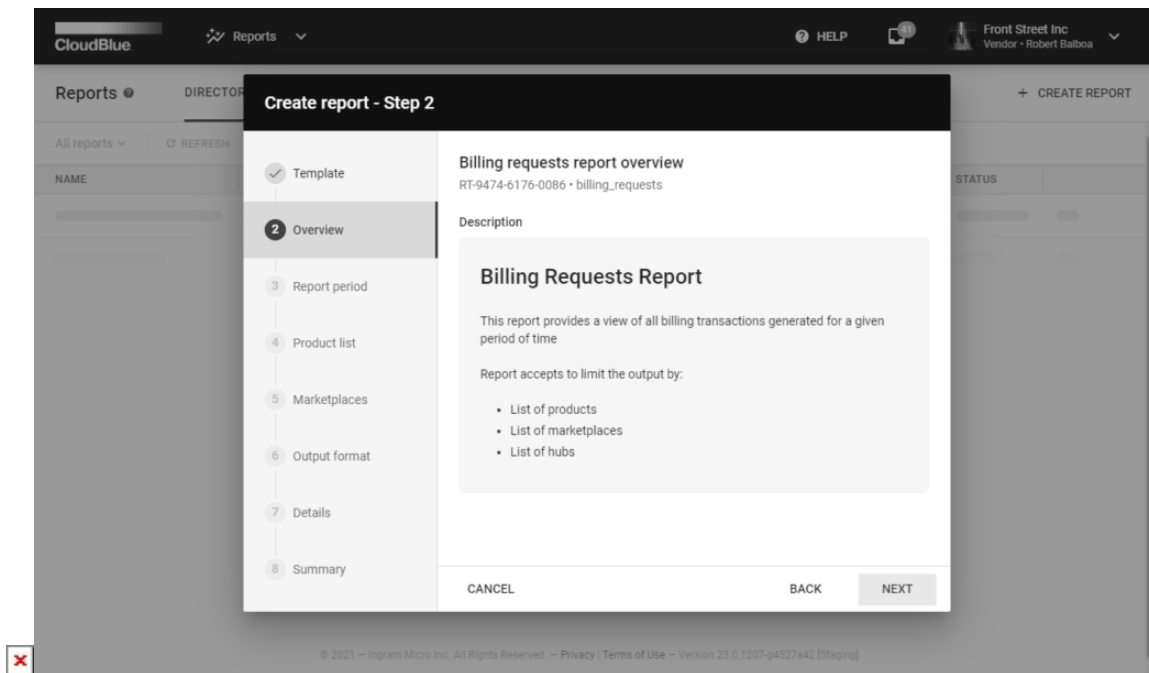 CloudBlue
Reports
HELP
41
Front Street Inc
Vendor • Robert Balboa
Reports
DIRECTOR
+ CREATE REPORT
All reports
REFRESH
NAME
STATUS
Create report - Step 2
Template
2 Overview
3 Report period
4 Product list
5 Marketplaces
6 Output format
7 Details
8 Summary
Billing requests report overview
RT-9474-6176-0086 • billing_requests
Description
Billing Requests Report
This report provides a view of all billing transactions generated for a given
period of time
Report accepts to limit the output by:
• List of products
• List of marketplaces
• List of hubs
CANCEL
BACK
NEXT
© 2021 — Ingram Micro Inc. All Rights Reserved. — Privacy | Terms of Use — Version 23.0.1207-g4527a42 [Staging]